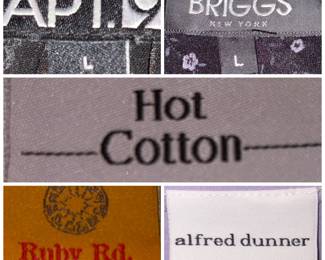 APT. 9
L
BRIGGS
NEW YORK
L
Hot
Cotton
Ruby Rd.
alfred dunner